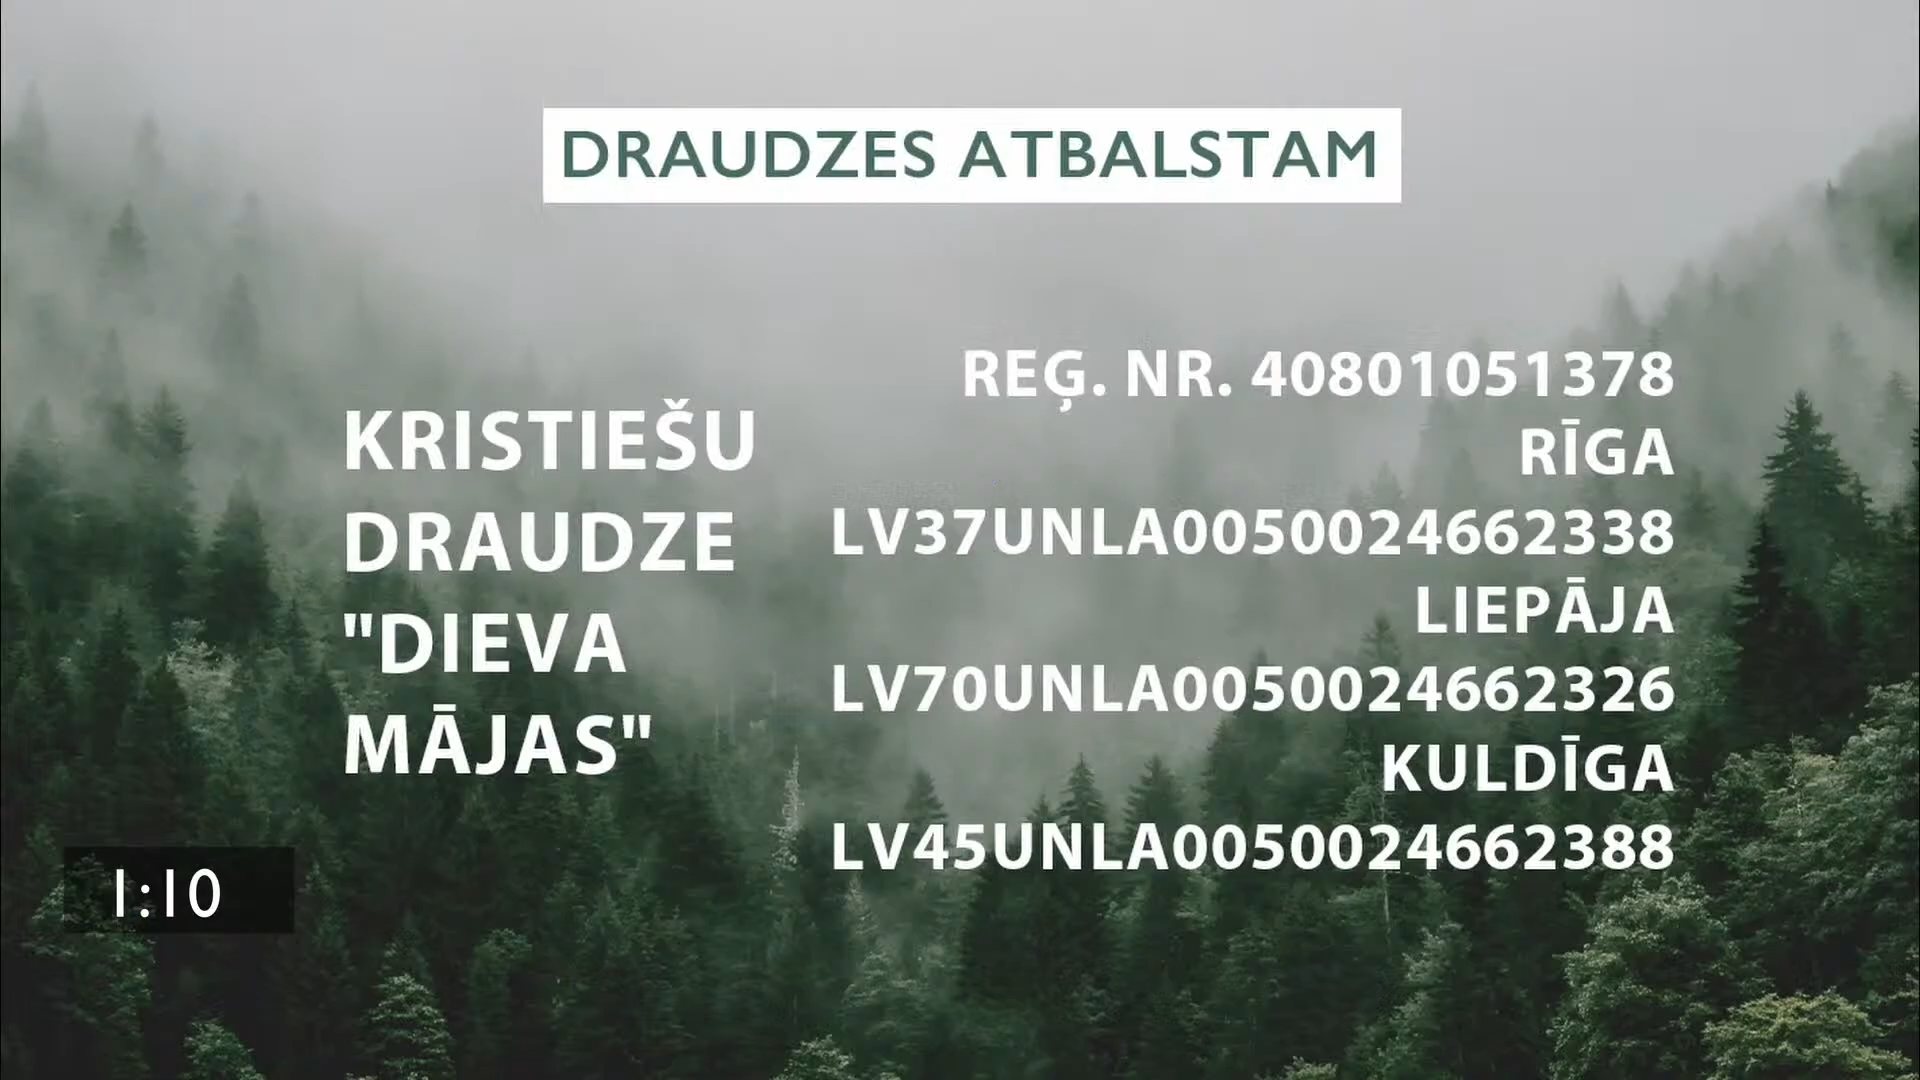 DRAUDZES ATBALSTAM
KRISTIEŠU
DRAUDZE
"DIEVA
MĀJAS"
REĢ. NR. 40801051378
RĪGA
LV37UNLA0050024662338
LIEPĀJA
LV70UNLA0050024662326
KULDĪGA
LV45UNLA0050024662388
1:10